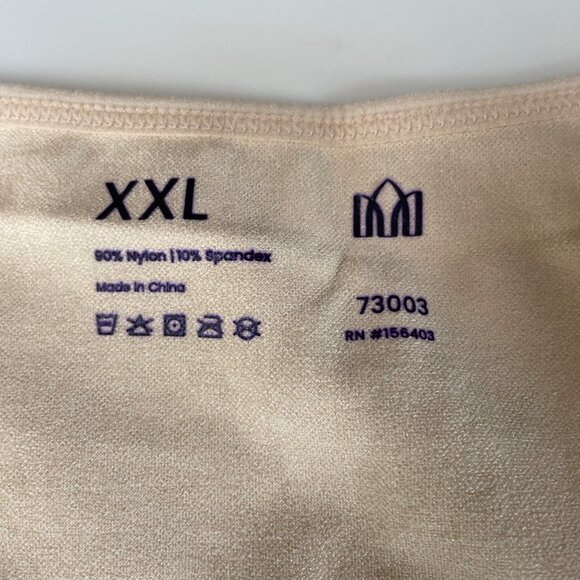 XXL
90% Nylon | 10% Spandex
Made in China
73003
RN #156403